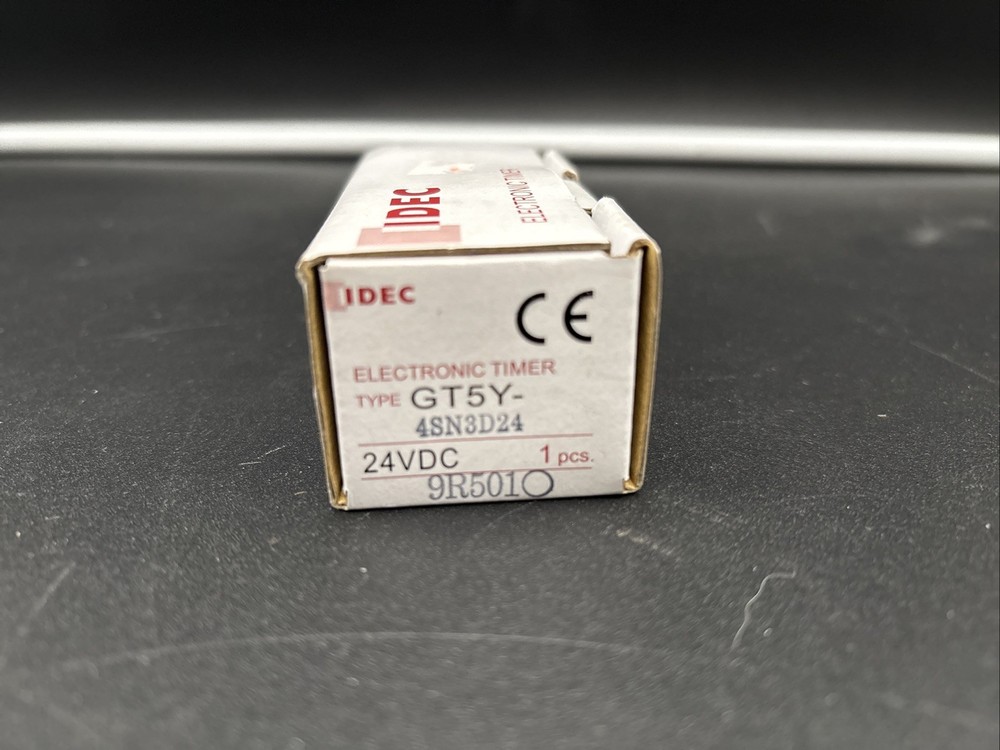 IDEC
ELECTRONIC TIMER
IDEC
CE
ELECTRONIC TIMER
TYPE GT5Y-
4SN3D24
24VDC 1 pcs.
9R501○